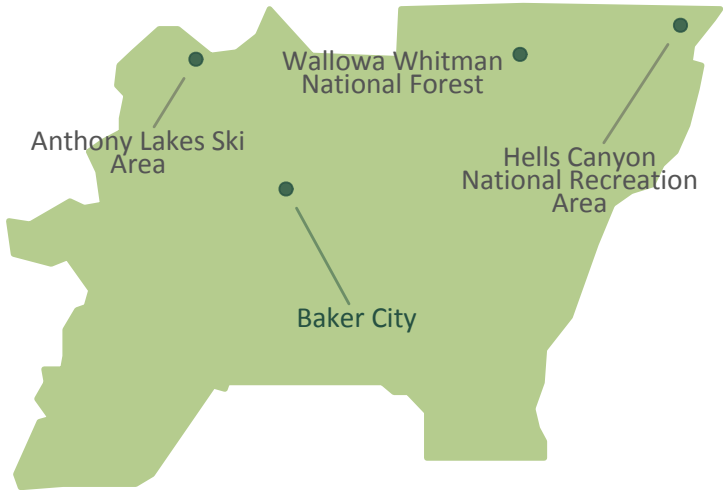 Wallowa Whitman
National Forest
Anthony Lakes Ski
Area
Hells Canyon
National Recreation
Area
Baker City